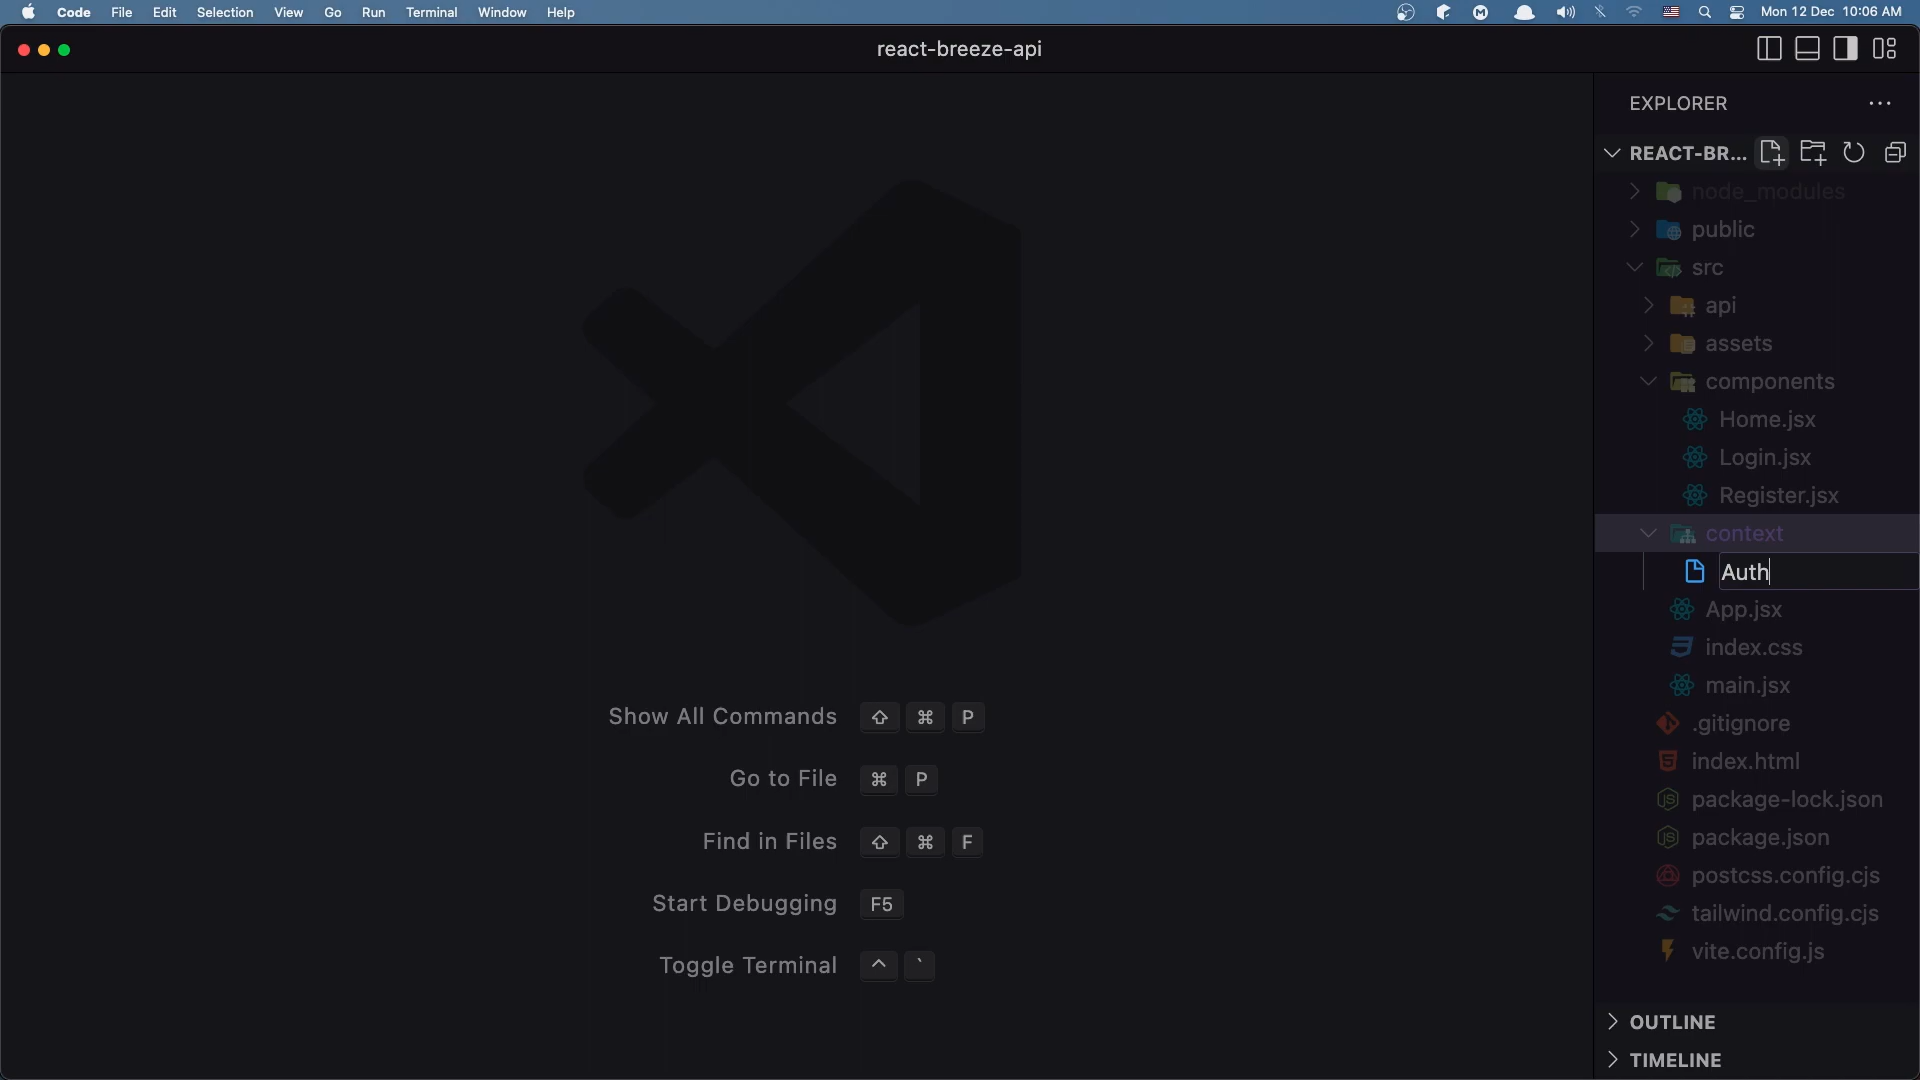 Code File Edit Selection View Go Run Terminal Window Help
Mon 12 Dec 10:06 AM
react-breeze-api
EXPLORER
REACT-BR...
node_modules
public
src
api
assets
components
Home.jsx
Login.jsx
Register.jsx
context
Auth
App.jsx
index.css
main.jsx
.gitignore
index.html
package-lock.json
package.json
postcss.config.cjs
tailwind.config.cjs
vite.config.js
OUTLINE
TIMELINE
Show All Commands ⇧ ⌘ P
Go to File ⌘ P
Find in Files ⇧ ⌘ F
Start Debugging F5
Toggle Terminal ^ `